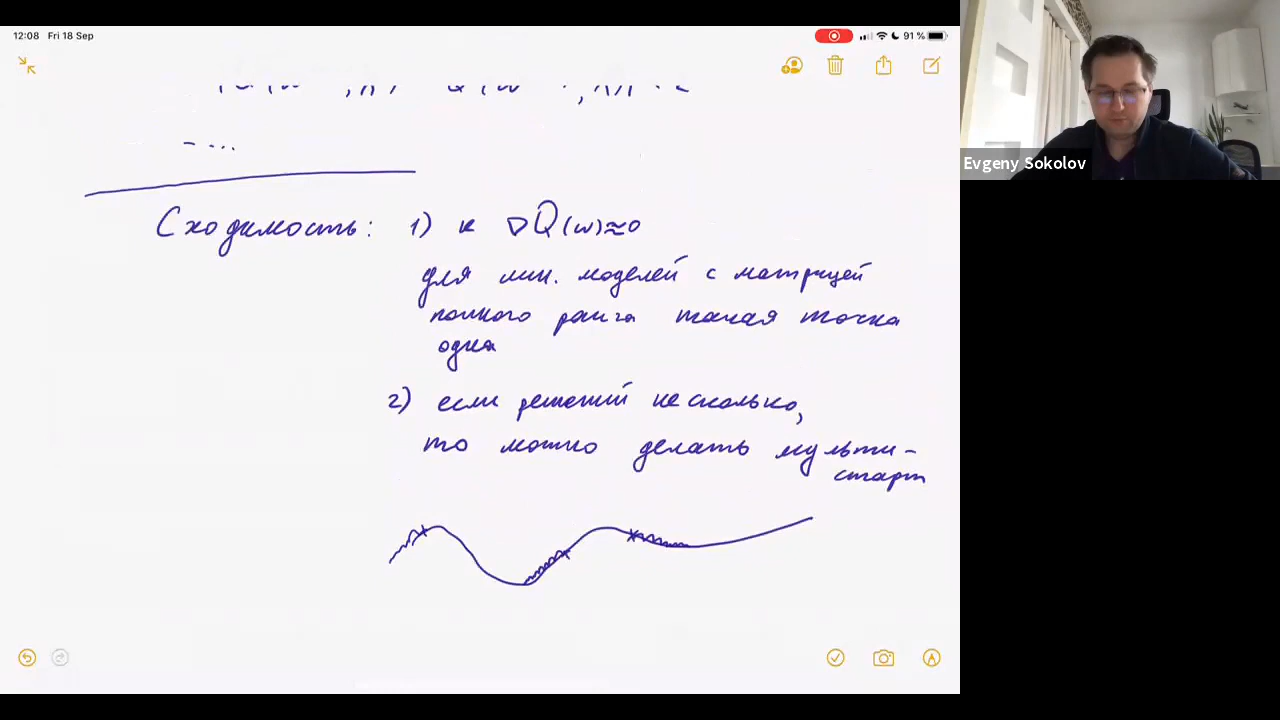 12:08 Fri 18 Sep
91 %
Evgeny Sokolov
- ...
Сходимость: 1) к ∇Q(w)≈0
для лин. моделей с матрицей
полного ранга такая точка
одна
2) если решений несколько,
то можно делать мульти-
старт